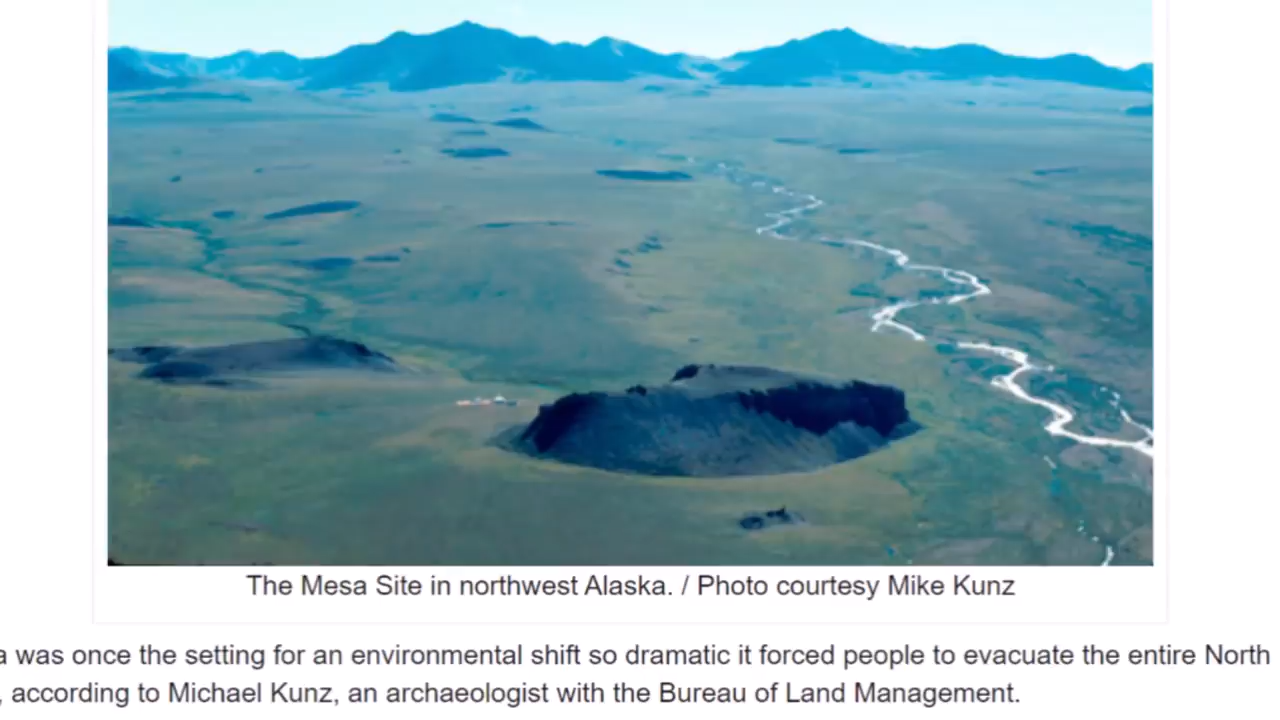 The Mesa Site in northwest Alaska. / Photo courtesy Mike Kunz
a was once the setting for an environmental shift so dramatic it forced people to evacuate the entire North
, according to Michael Kunz, an archaeologist with the Bureau of Land Management.